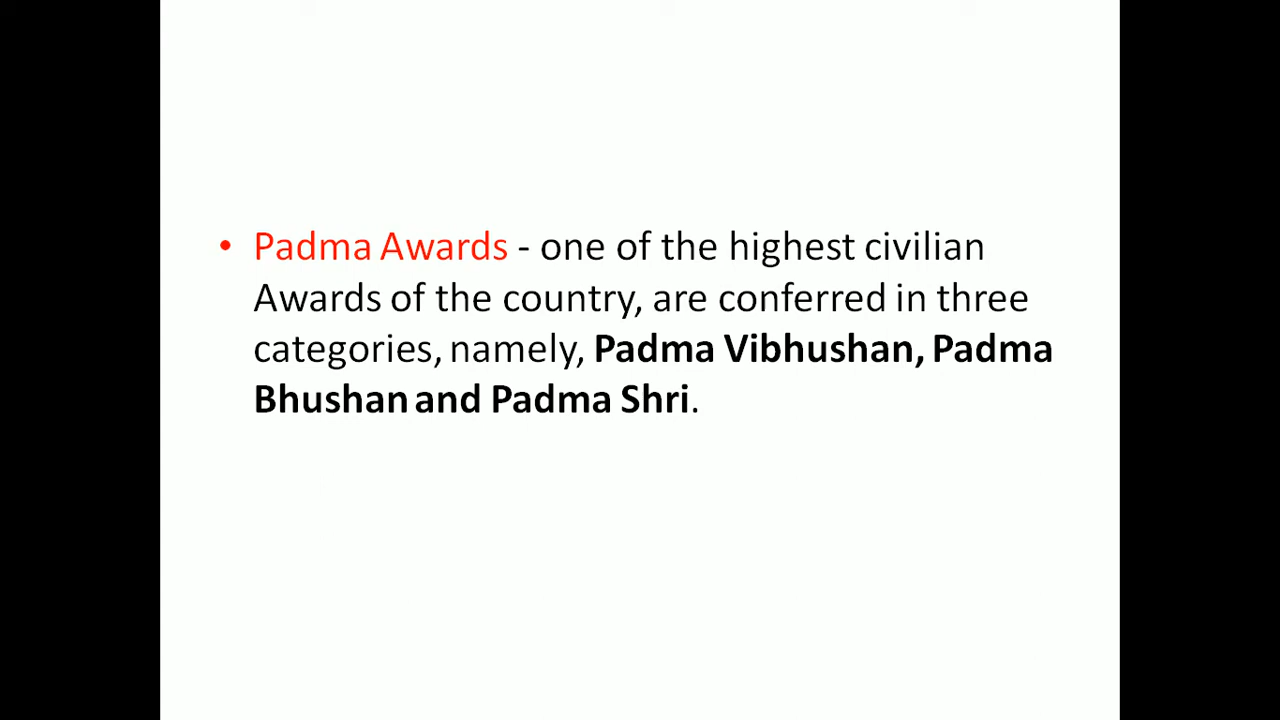 • Padma Awards - one of the highest civilian
Awards of the country, are conferred in three
categories, namely, Padma Vibhushan, Padma
Bhushan and Padma Shri.